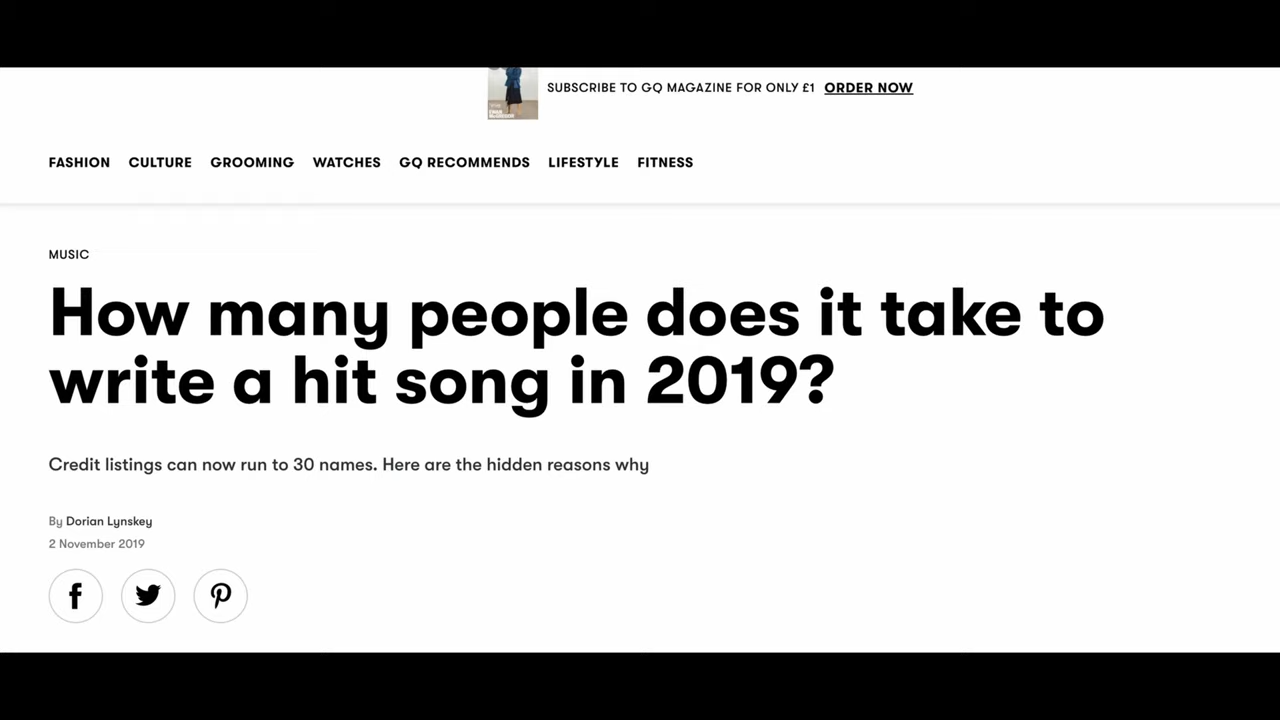 SUBSCRIBE TO GQ MAGAZINE FOR ONLY £1 ORDER NOW
FASHION CULTURE GROOMING WATCHES GQ RECOMMENDS LIFESTYLE FITNESS
MUSIC
How many people does it take to
write a hit song in 2019?
Credit listings can now run to 30 names. Here are the hidden reasons why
By Dorian Lynskey
2 November 2019